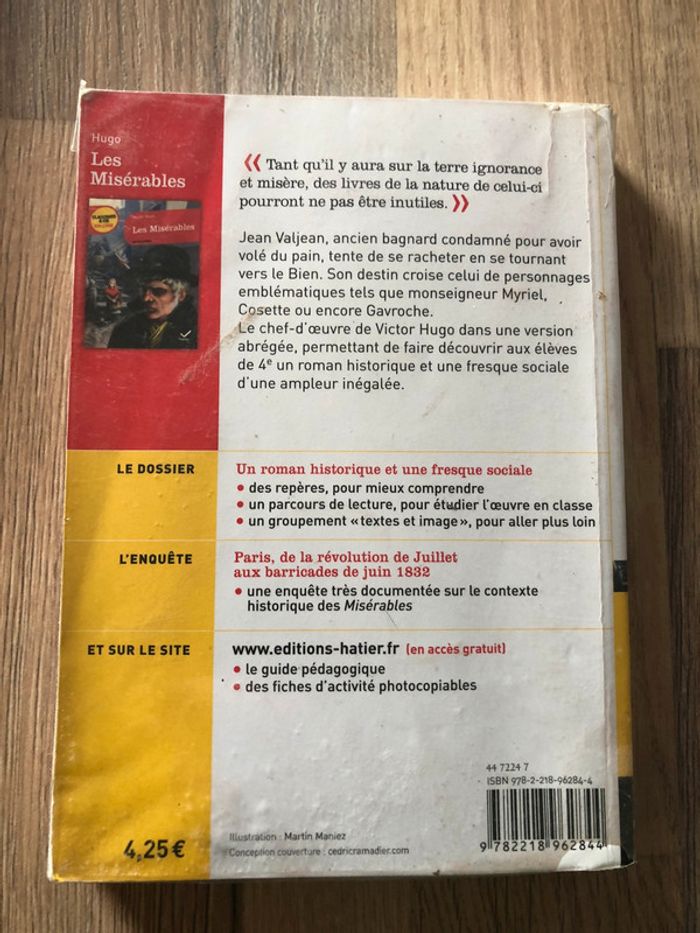 Hugo
Les
Misérables
Les Misérables
« Tant qu'il y aura sur la terre ignorance
et misère, des livres de la nature de celui-ci
pourront ne pas être inutiles. »
Jean Valjean, ancien bagnard condamné pour avoir
volé du pain, tente de se racheter en se tournant
vers le Bien. Son destin croise celui de personnages
emblématiques tels que monseigneur Myriel,
Cosette ou encore Gavroche.
Le chef-d'œuvre de Victor Hugo dans une version
abrégée, permettant de faire découvrir aux élèves
de 4e un roman historique et une fresque sociale
d'une ampleur inégalée.
LE DOSSIER
Un roman historique et une fresque sociale
• des repères, pour mieux comprendre
• un parcours de lecture, pour étudier l'œuvre en classe
• un groupement « textes et image », pour aller plus loin
L'ENQUÊTE
Paris, de la révolution de Juillet
aux barricades de juin 1832
• une enquête très documentée sur le contexte
historique des Misérables
ET SUR LE SITE
www.editions-hatier.fr (en accès gratuit)
• le guide pédagogique
• des fiches d'activité photocopiables
44 7224 7
ISBN 978-2-218-96284-4
9 782218 962844
Illustration : Martin Maniez
Conception couverture : cedricramadier.com
4,25€